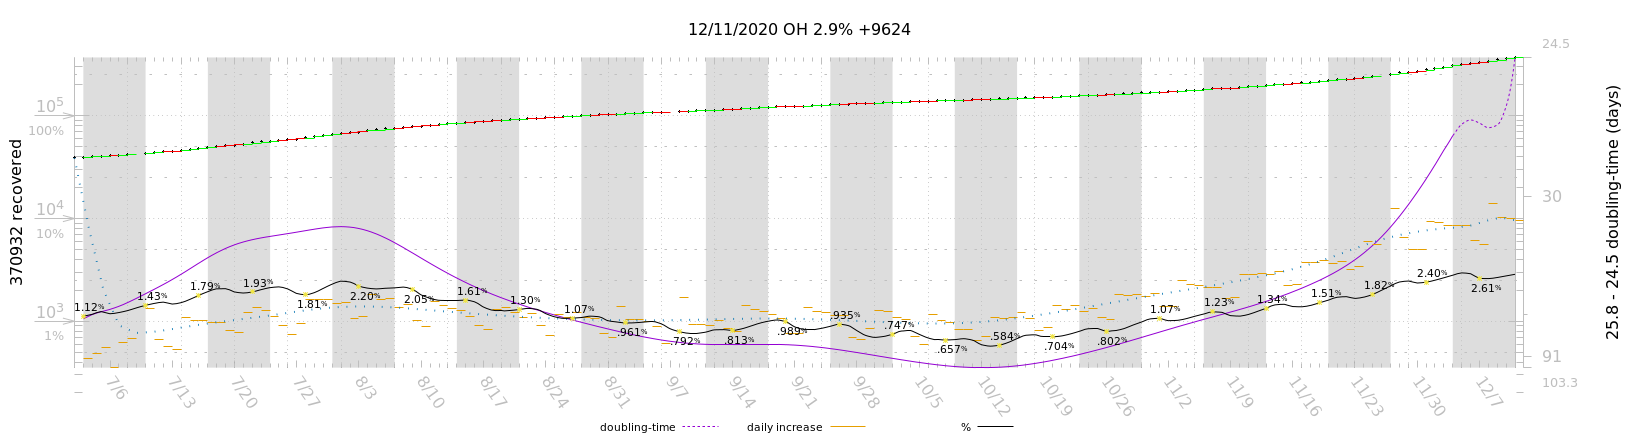 12/11/2020 OH 2.9% +9624
24.5
10^5
100%
10^4
10%
10^3
1%
30
91
103.3
370932 recovered
25.8 - 24.5 doubling-time (days)
1.12% 1.43% 1.79% 1.93% 1.81% 2.20% 2.05% 1.61% 1.30% 1.07% .961% .792% .813% .989% .935% .747% .657% .584% .704% .802% 1.07% 1.23% 1.34% 1.51% 1.82% 2.40% 2.61%
7/6 7/13 7/20 7/27 8/3 8/10 8/17 8/24 8/31 9/7 9/14 9/21 9/28 10/5 10/12 10/19 10/26 11/2 11/9 11/16 11/23 11/30 12/7
doubling-time daily increase %